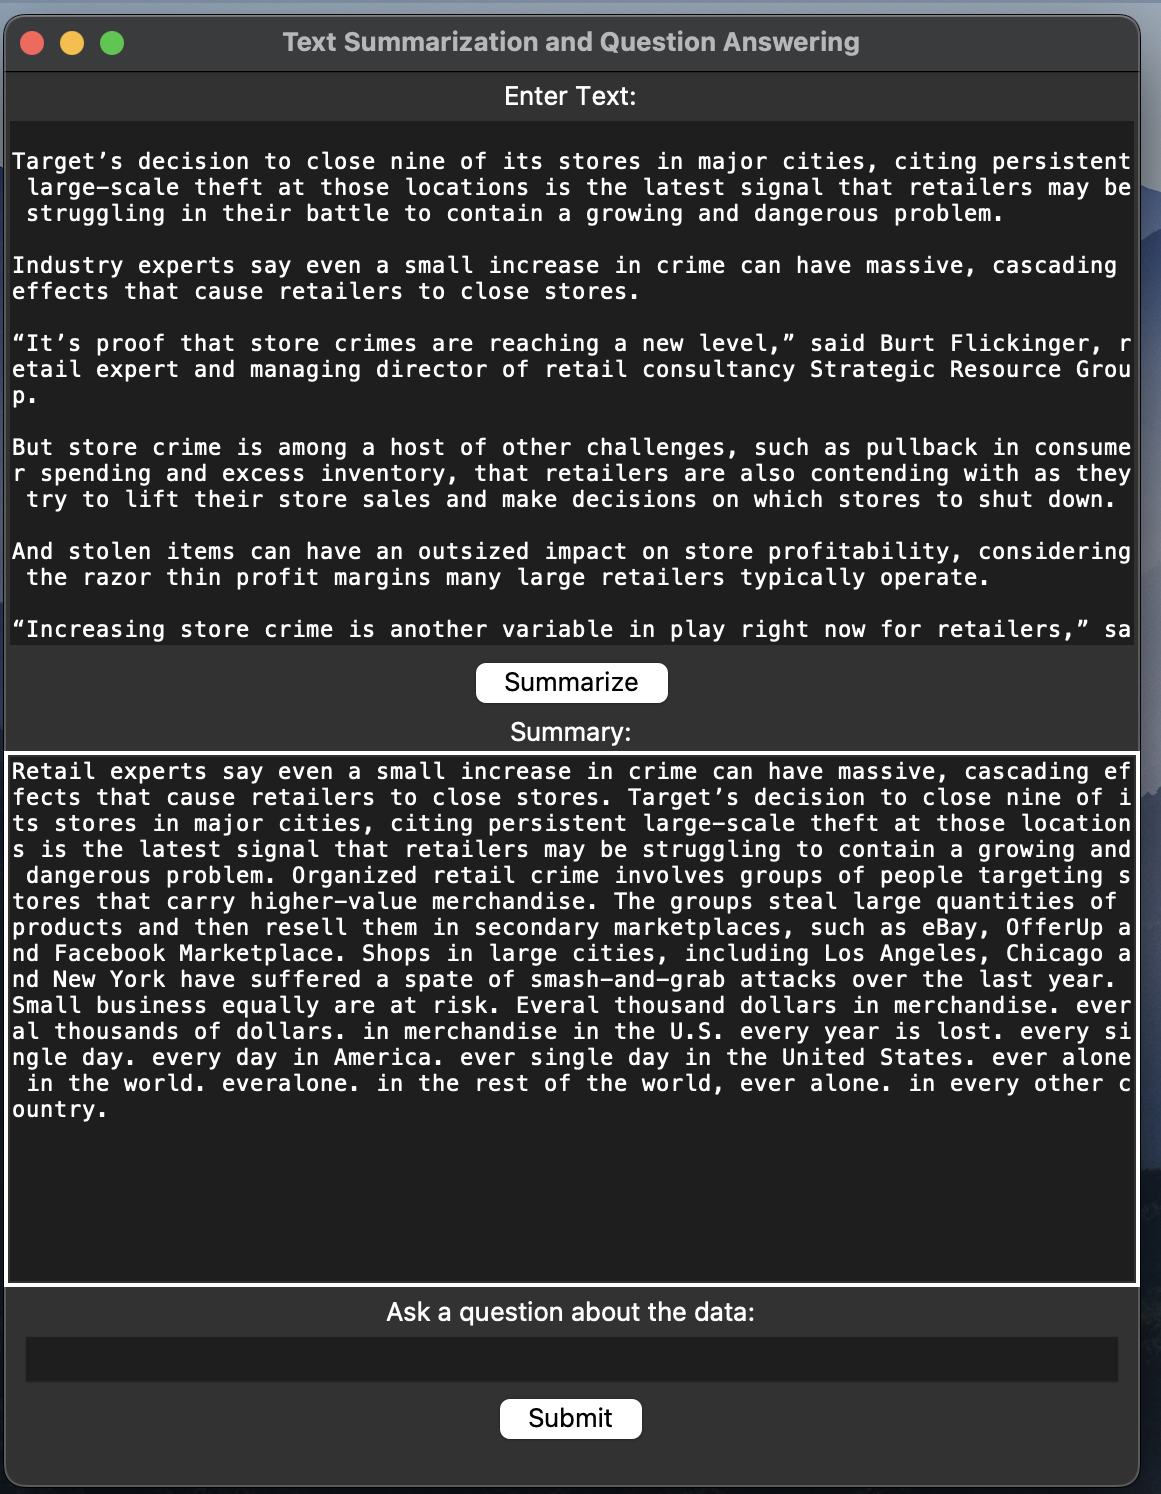 Text Summarization and Question Answering
Enter Text:
Target’s decision to close nine of its stores in major cities, citing persistent
large-scale theft at those locations is the latest signal that retailers may be
struggling in their battle to contain a growing and dangerous problem.
Industry experts say even a small increase in crime can have massive, cascading
effects that cause retailers to close stores.
“It’s proof that store crimes are reaching a new level,” said Burt Flickinger, r
etail expert and managing director of retail consultancy Strategic Resource Grou
p.
But store crime is among a host of other challenges, such as pullback in consume
r spending and excess inventory, that retailers are also contending with as they
try to lift their store sales and make decisions on which stores to shut down.
And stolen items can have an outsized impact on store profitability, considering
the razor thin profit margins many large retailers typically operate.
“Increasing store crime is another variable in play right now for retailers,” sa
Summarize
Summary:
Retail experts say even a small increase in crime can have massive, cascading ef
fects that cause retailers to close stores. Target’s decision to close nine of i
ts stores in major cities, citing persistent large-scale theft at those location
s is the latest signal that retailers may be struggling to contain a growing and
dangerous problem. Organized retail crime involves groups of people targeting s
tores that carry higher-value merchandise. The groups steal large quantities of
products and then resell them in secondary marketplaces, such as eBay, OfferUp a
nd Facebook Marketplace. Shops in large cities, including Los Angeles, Chicago a
nd New York have suffered a spate of smash-and-grab attacks over the last year.
Small business equally are at risk. Everal thousand dollars in merchandise. ever
al thousands of dollars. in merchandise in the U.S. every year is lost. every si
ngle day. every day in America. ever single day in the United States. ever alone
in the world. everalone. in the rest of the world, ever alone. in every other c
ountry.
Ask a question about the data:
Submit